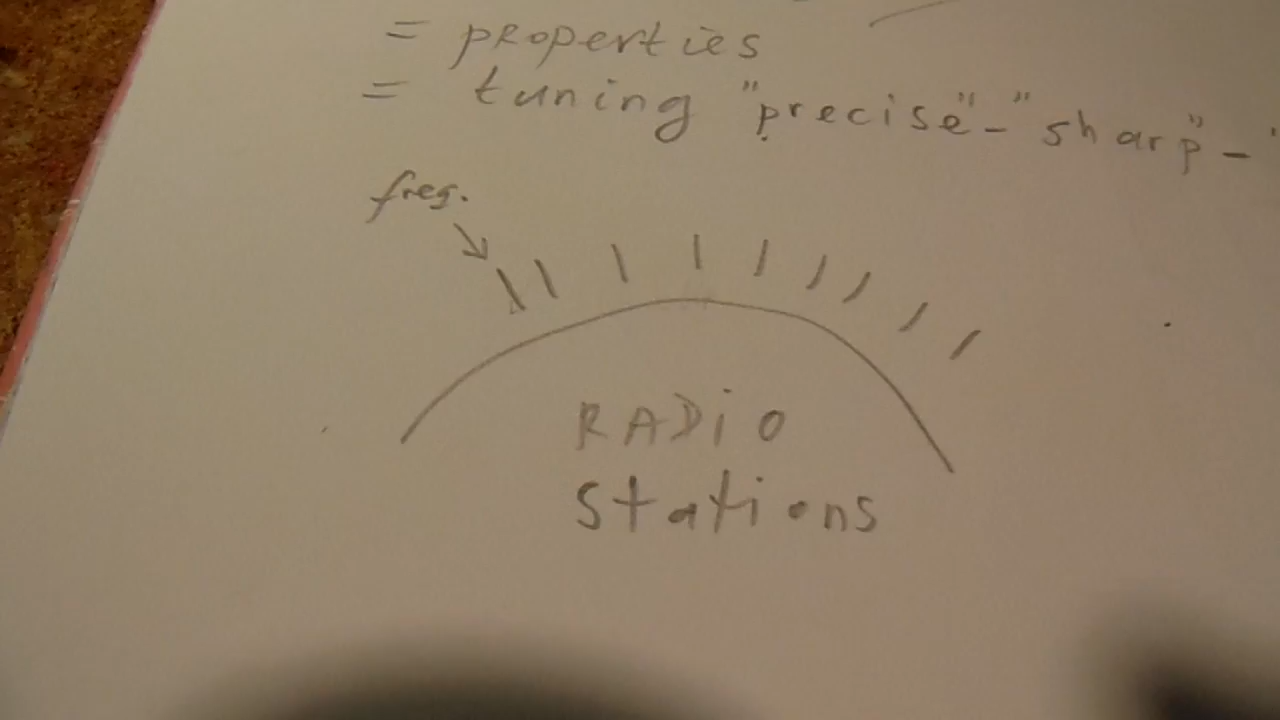 = properties
= tuning "precise"-"sharp"-"
freq.
RADiO
stations